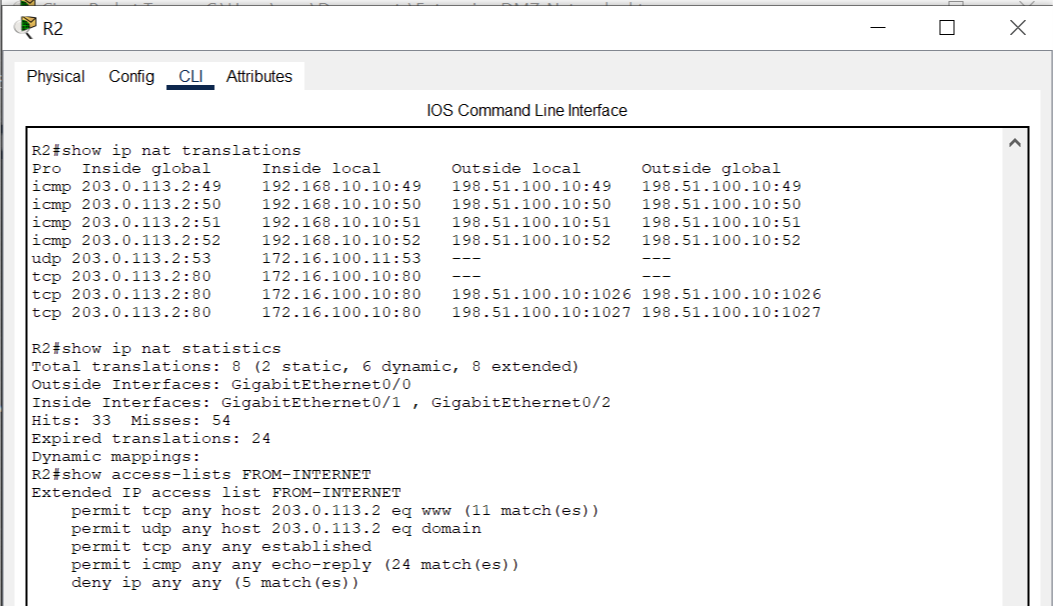 R2
Physical Config CLI Attributes
IOS Command Line Interface
R2#show ip nat translations
Pro  Inside global     Inside local       Outside local      Outside global
icmp 203.0.113.2:49    192.168.10.10:49   198.51.100.10:49   198.51.100.10:49
icmp 203.0.113.2:50    192.168.10.10:50   198.51.100.10:50   198.51.100.10:50
icmp 203.0.113.2:51    192.168.10.10:51   198.51.100.10:51   198.51.100.10:51
icmp 203.0.113.2:52    192.168.10.10:52   198.51.100.10:52   198.51.100.10:52
udp 203.0.113.2:53     172.16.100.11:53   ---                ---
tcp 203.0.113.2:80     172.16.100.10:80   ---                ---
tcp 203.0.113.2:80     172.16.100.10:80   198.51.100.10:1026 198.51.100.10:1026
tcp 203.0.113.2:80     172.16.100.10:80   198.51.100.10:1027 198.51.100.10:1027
R2#show ip nat statistics
Total translations: 8 (2 static, 6 dynamic, 8 extended)
Outside Interfaces: GigabitEthernet0/0
Inside Interfaces: GigabitEthernet0/1 , GigabitEthernet0/2
Hits: 33  Misses: 54
Expired translations: 24
Dynamic mappings:
R2#show access-lists FROM-INTERNET
Extended IP access list FROM-INTERNET
    permit tcp any host 203.0.113.2 eq www (11 match(es))
    permit udp any host 203.0.113.2 eq domain
    permit tcp any any established
    permit icmp any any echo-reply (24 match(es))
    deny ip any any (5 match(es))